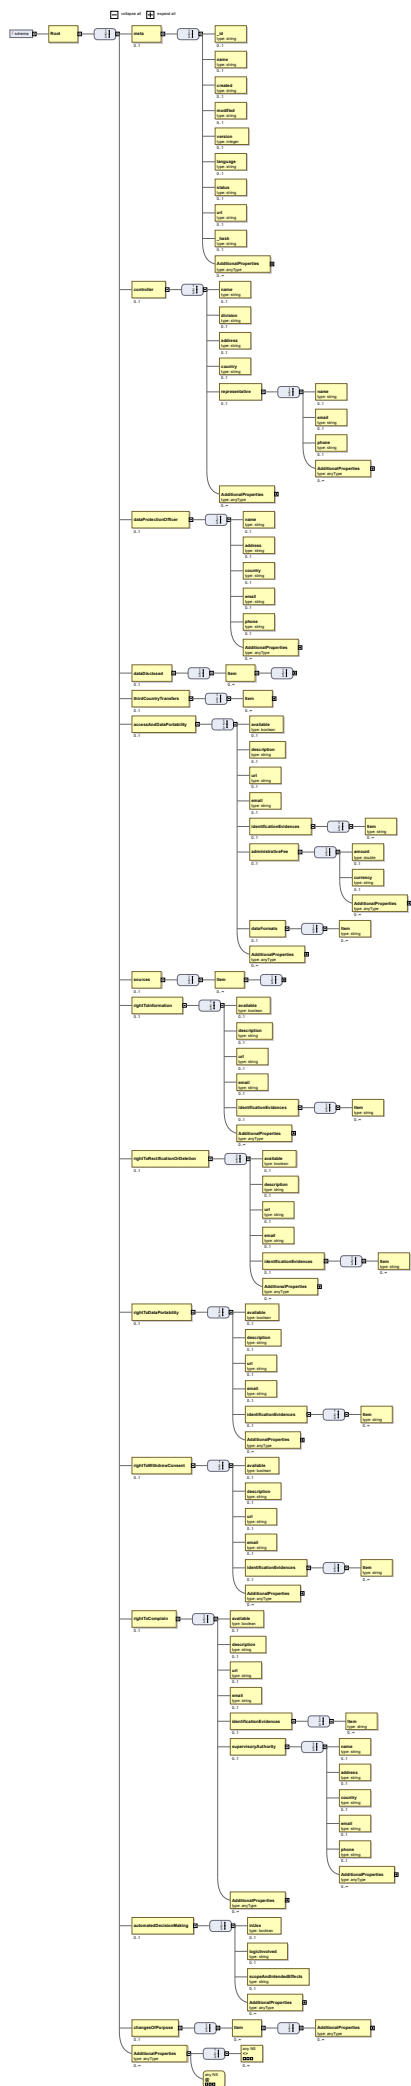 collapse all
expand all
schema
Root
0..1
meta
0..1
_id
type: string
0..1
name
type: string
0..1
created
type: string
0..1
modified
type: string
0..1
version
type: integer
0..1
language
type: string
0..1
status
type: string
0..1
url
type: string
0..1
_hash
type: string
0..1
AdditionalProperties
type: anyType
0..∞
controller
0..1
name
type: string
0..1
division
type: string
0..1
address
type: string
0..1
country
type: string
0..1
representative
0..1
name
type: string
0..1
email
type: string
0..1
phone
type: string
0..1
AdditionalProperties
type: anyType
0..∞
AdditionalProperties
type: anyType
0..∞
dataProtectionOfficer
0..1
name
type: string
0..1
address
type: string
0..1
country
type: string
0..1
email
type: string
0..1
phone
type: string
0..1
AdditionalProperties
type: anyType
0..∞
dataDisclosed
0..1
Item
0..∞
thirdCountryTransfers
0..1
Item
0..∞
accessAndDataPortability
0..1
available
type: boolean
0..1
description
type: string
0..1
url
type: string
0..1
email
type: string
0..1
identificationEvidences
0..1
Item
type: string
0..∞
administrativeFee
0..1
amount
type: double
0..1
currency
type: string
0..1
AdditionalProperties
type: anyType
0..∞
dataFormats
0..1
Item
type: string
0..∞
AdditionalProperties
type: anyType
0..∞
sources
0..1
Item
0..∞
rightToInformation
0..1
available
type: boolean
0..1
description
type: string
0..1
url
type: string
0..1
email
type: string
0..1
identificationEvidences
0..1
Item
type: string
0..∞
AdditionalProperties
type: anyType
0..∞
rightToRectificationOrDeletion
0..1
available
type: boolean
0..1
description
type: string
0..1
url
type: string
0..1
email
type: string
0..1
identificationEvidences
0..1
Item
type: string
0..∞
AdditionalProperties
type: anyType
0..∞
rightToDataPortability
0..1
available
type: boolean
0..1
description
type: string
0..1
url
type: string
0..1
email
type: string
0..1
identificationEvidences
0..1
Item
type: string
0..∞
AdditionalProperties
type: anyType
0..∞
rightToWithdrawConsent
0..1
available
type: boolean
0..1
description
type: string
0..1
url
type: string
0..1
email
type: string
0..1
identificationEvidences
0..1
Item
type: string
0..∞
AdditionalProperties
type: anyType
0..∞
rightToComplain
0..1
available
type: boolean
0..1
description
type: string
0..1
url
type: string
0..1
email
type: string
0..1
identificationEvidences
0..1
Item
type: string
0..∞
supervisoryAuthority
0..1
name
type: string
0..1
address
type: string
0..1
country
type: string
0..1
email
type: string
0..1
phone
type: string
0..1
AdditionalProperties
type: anyType
0..∞
AdditionalProperties
type: anyType
0..∞
automatedDecisionMaking
0..1
inUse
type: boolean
0..1
logicInvolved
type: string
0..1
scopeAndIntendedEffects
type: string
0..1
AdditionalProperties
type: anyType
0..∞
changesOfPurpose
0..1
Item
0..∞
AdditionalProperties
type: anyType
0..∞
AdditionalProperties
type: anyType
0..∞
any NS
<>
0..∞
any NS